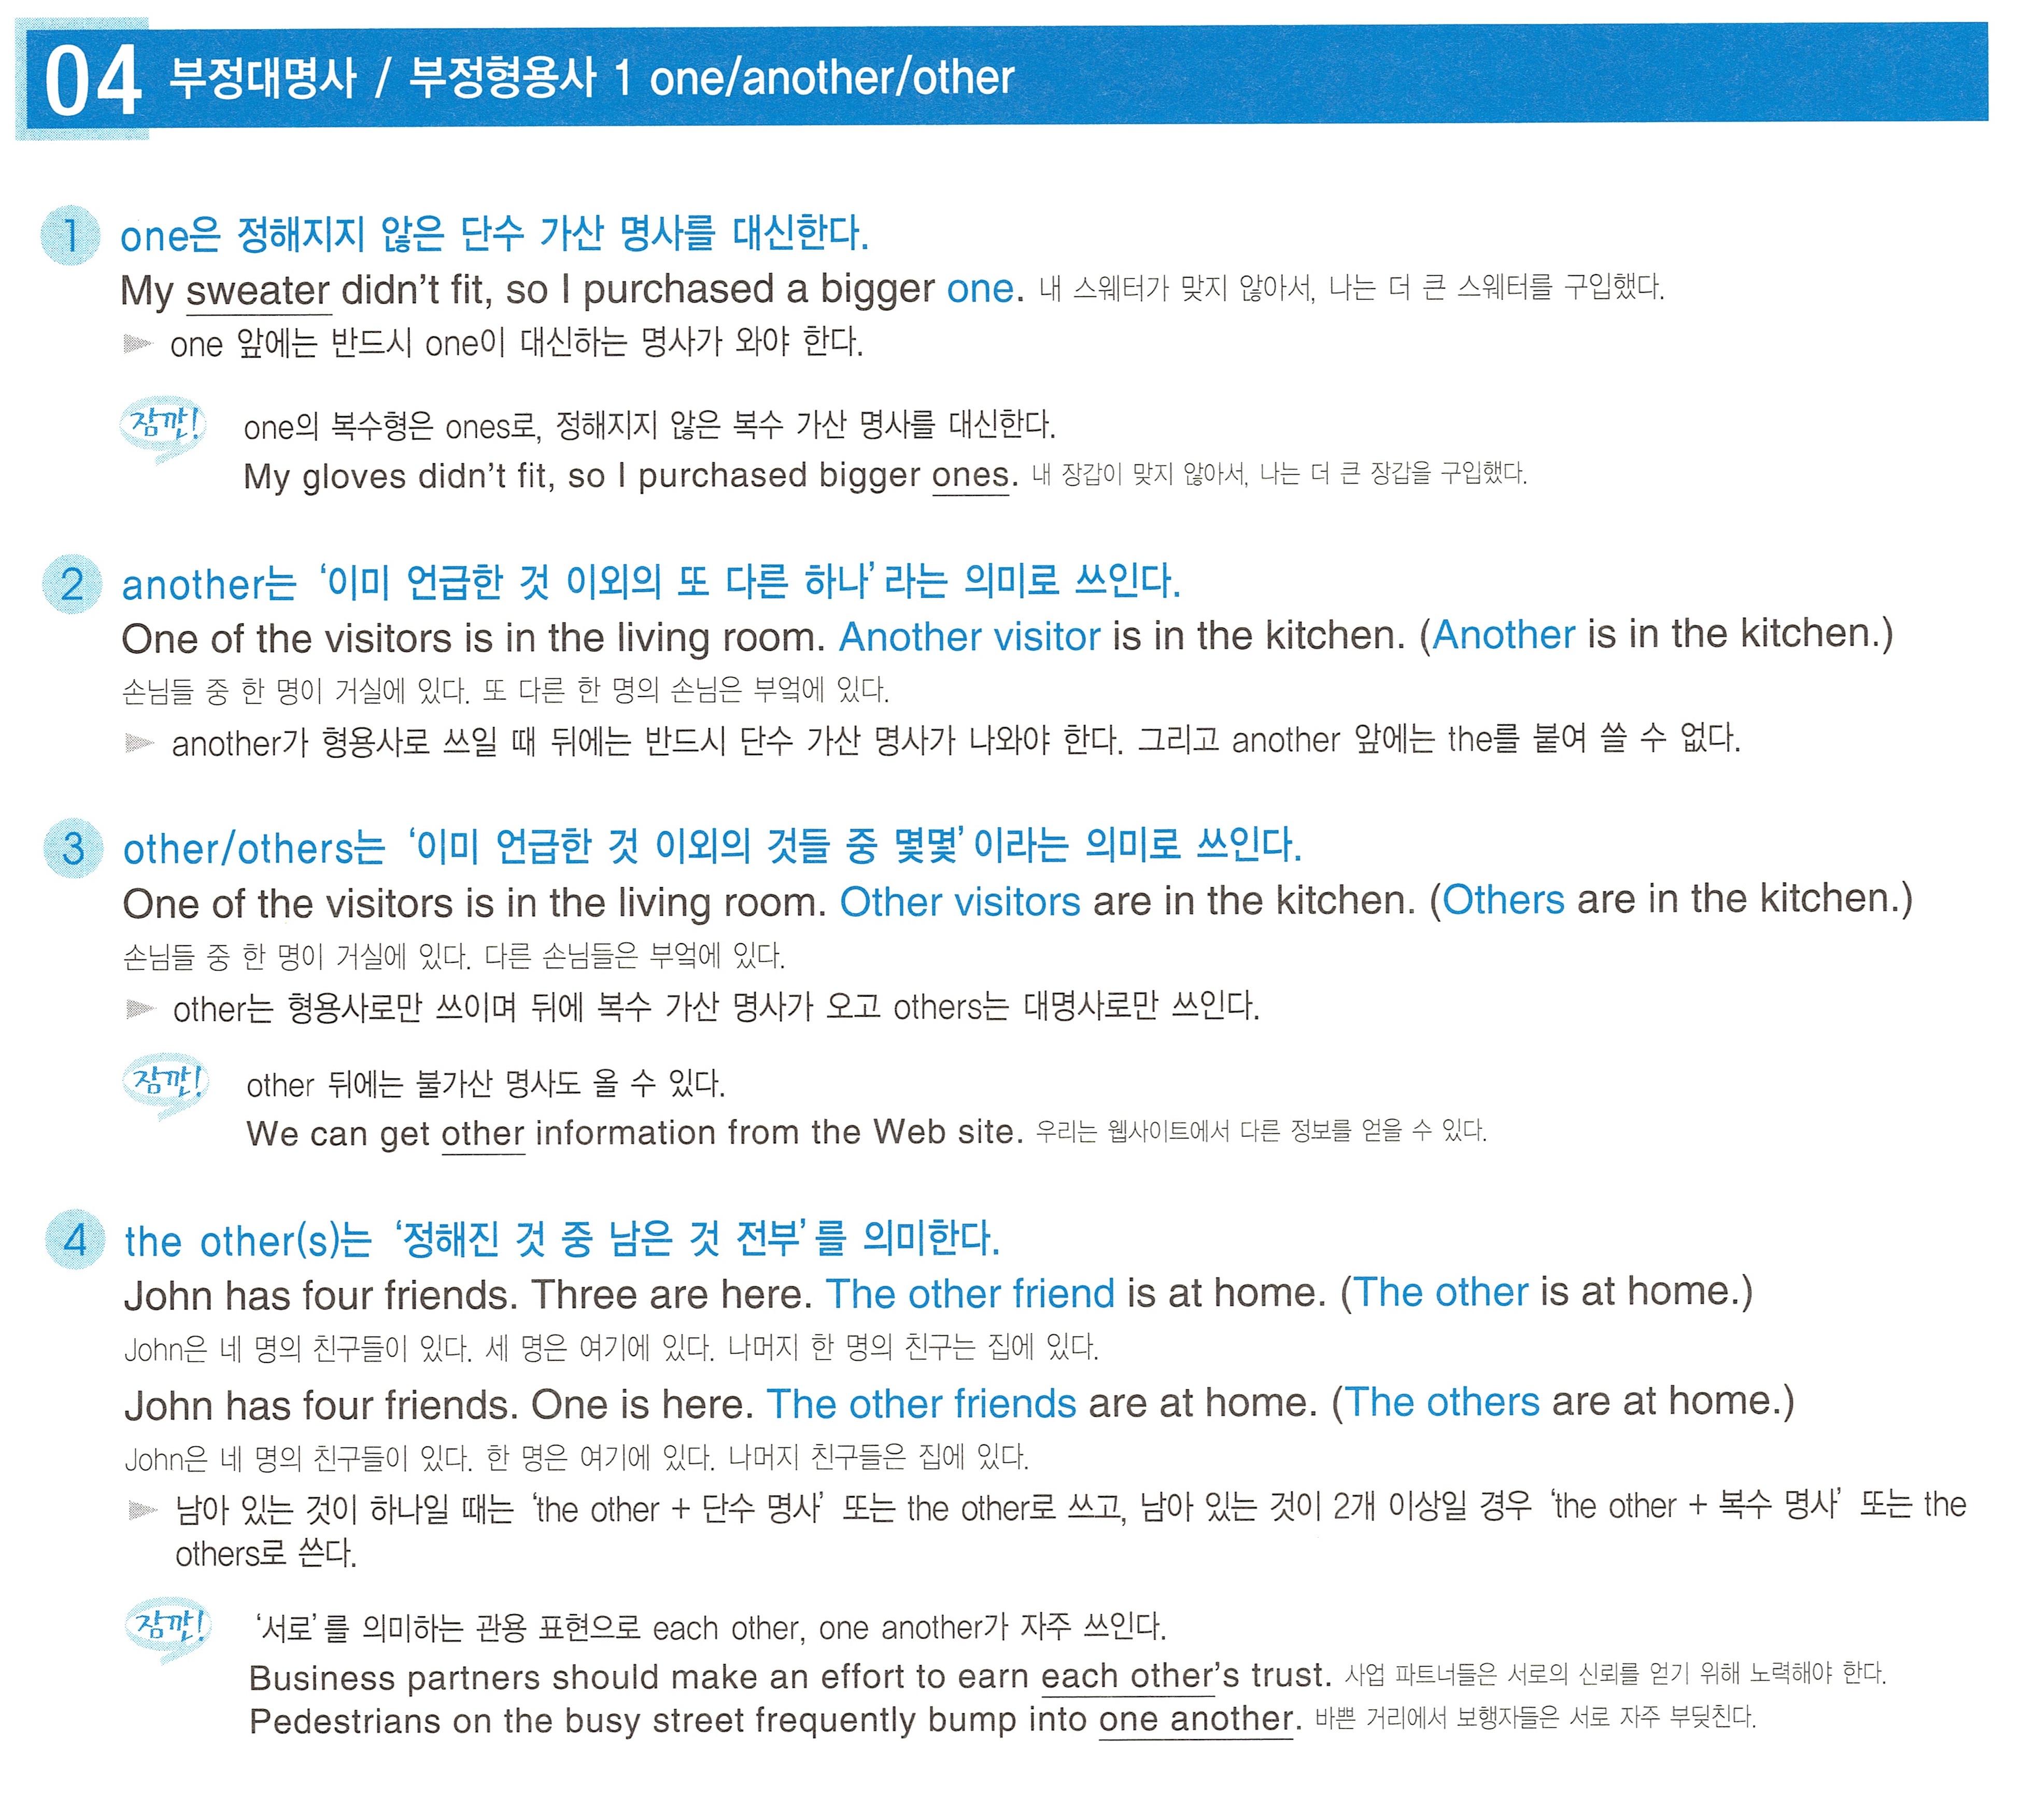 04 부정대명사 / 부정형용사 1 one/another/other
1 one은 정해지지 않은 단수 가산 명사를 대신한다.
My sweater didn't fit, so I purchased a bigger one. 내 스웨터가 맞지 않아서, 나는 더 큰 스웨터를 구입했다.
▶ one 앞에는 반드시 one이 대신하는 명사가 와야 한다.
잠깐! one의 복수형은 ones로, 정해지지 않은 복수 가산 명사를 대신한다.
My gloves didn't fit, so I purchased bigger ones. 내 장갑이 맞지 않아서, 나는 더 큰 장갑을 구입했다.
2 another는 ‘이미 언급한 것 이외의 또 다른 하나’라는 의미로 쓰인다.
One of the visitors is in the living room. Another visitor is in the kitchen. (Another is in the kitchen.)
손님들 중 한 명이 거실에 있다. 또 다른 한 명의 손님은 부엌에 있다.
▶ another가 형용사로 쓰일 때 뒤에는 반드시 단수 가산 명사가 나와야 한다. 그리고 another 앞에는 the를 붙여 쓸 수 없다.
3 other/others는 ‘이미 언급한 것 이외의 것들 중 몇몇’이라는 의미로 쓰인다.
One of the visitors is in the living room. Other visitors are in the kitchen. (Others are in the kitchen.)
손님들 중 한 명이 거실에 있다. 다른 손님들은 부엌에 있다.
▶ other는 형용사로만 쓰이며 뒤에 복수 가산 명사가 오고 others는 대명사로만 쓰인다.
잠깐! other 뒤에는 불가산 명사도 올 수 있다.
We can get other information from the Web site. 우리는 웹사이트에서 다른 정보를 얻을 수 있다.
4 the other(s)는 ‘정해진 것 중 남은 것 전부’를 의미한다.
John has four friends. Three are here. The other friend is at home. (The other is at home.)
John은 네 명의 친구들이 있다. 세 명은 여기에 있다. 나머지 한 명의 친구는 집에 있다.
John has four friends. One is here. The other friends are at home. (The others are at home.)
John은 네 명의 친구들이 있다. 한 명은 여기에 있다. 나머지 친구들은 집에 있다.
▶ 남아 있는 것이 하나일 때는 ‘the other + 단수 명사’ 또는 the other로 쓰고, 남아 있는 것이 2개 이상일 경우 ‘the other + 복수 명사’ 또는 the
others로 쓴다.
잠깐! ‘서로’를 의미하는 관용 표현으로 each other, one another가 자주 쓰인다.
Business partners should make an effort to earn each other's trust. 사업 파트너들은 서로의 신뢰를 얻기 위해 노력해야 한다.
Pedestrians on the busy street frequently bump into one another. 바쁜 거리에서 보행자들은 서로 자주 부딪친다.